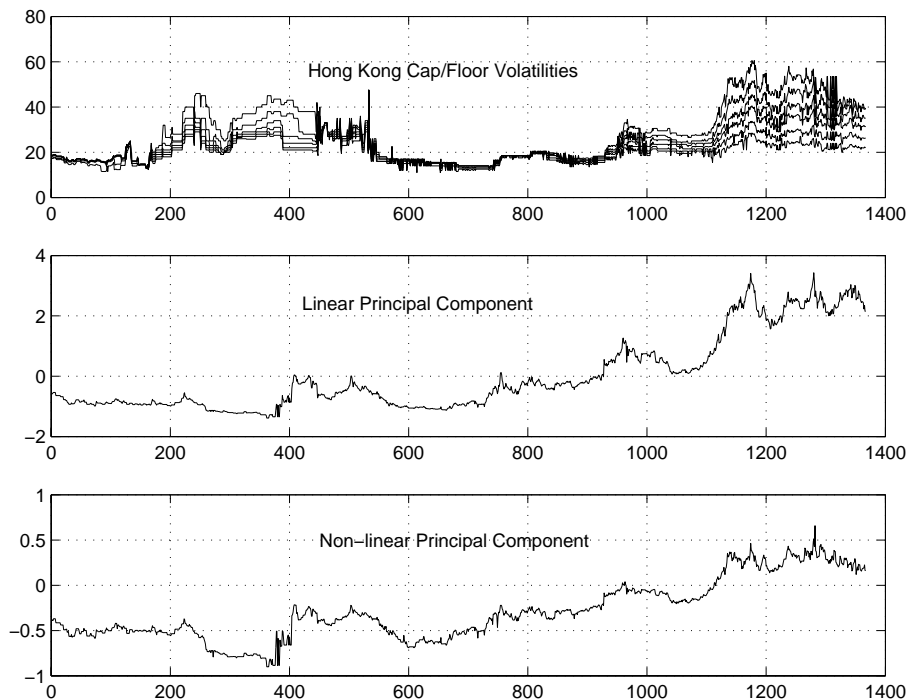 80
60
40
20
0
Hong Kong Cap/Floor Volatilities
0 200 400 600 800 1000 1200 1400
4
2
0
−2
Linear Principal Component
0 200 400 600 800 1000 1200 1400
1
0.5
0
−0.5
−1
Non−linear Principal Component
0 200 400 600 800 1000 1200 1400